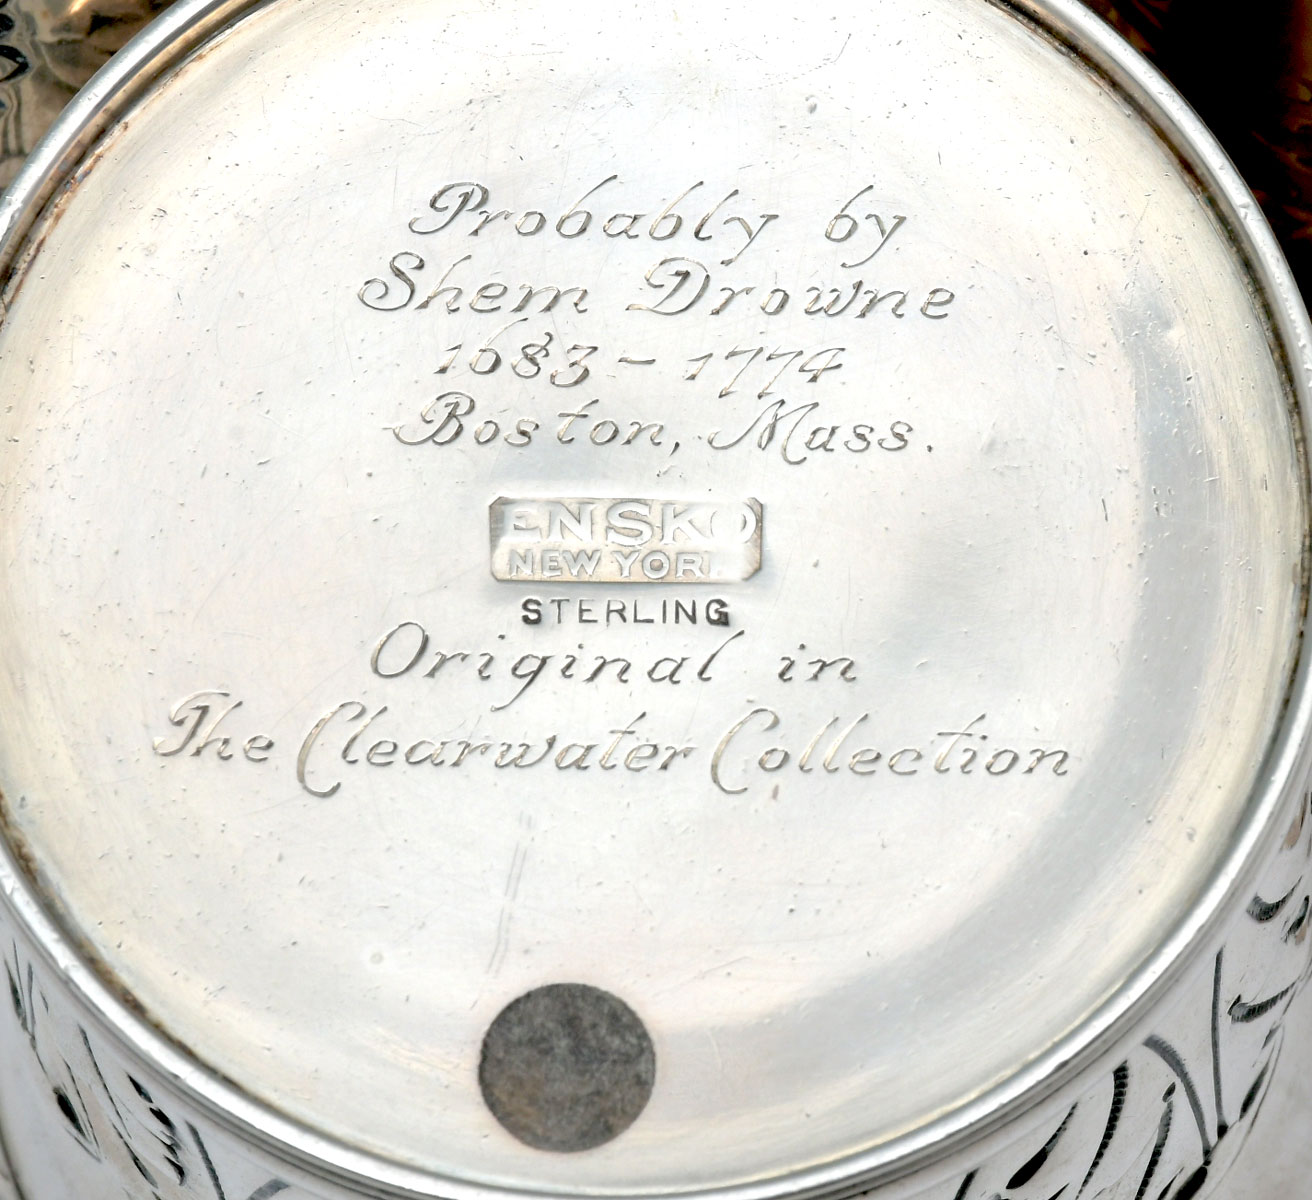 Probably by
Shem Drowne
1683 - 1774
Boston, Mass.
ENSKO
NEW YORK
STERLING
Original in
The Clearwater Collection